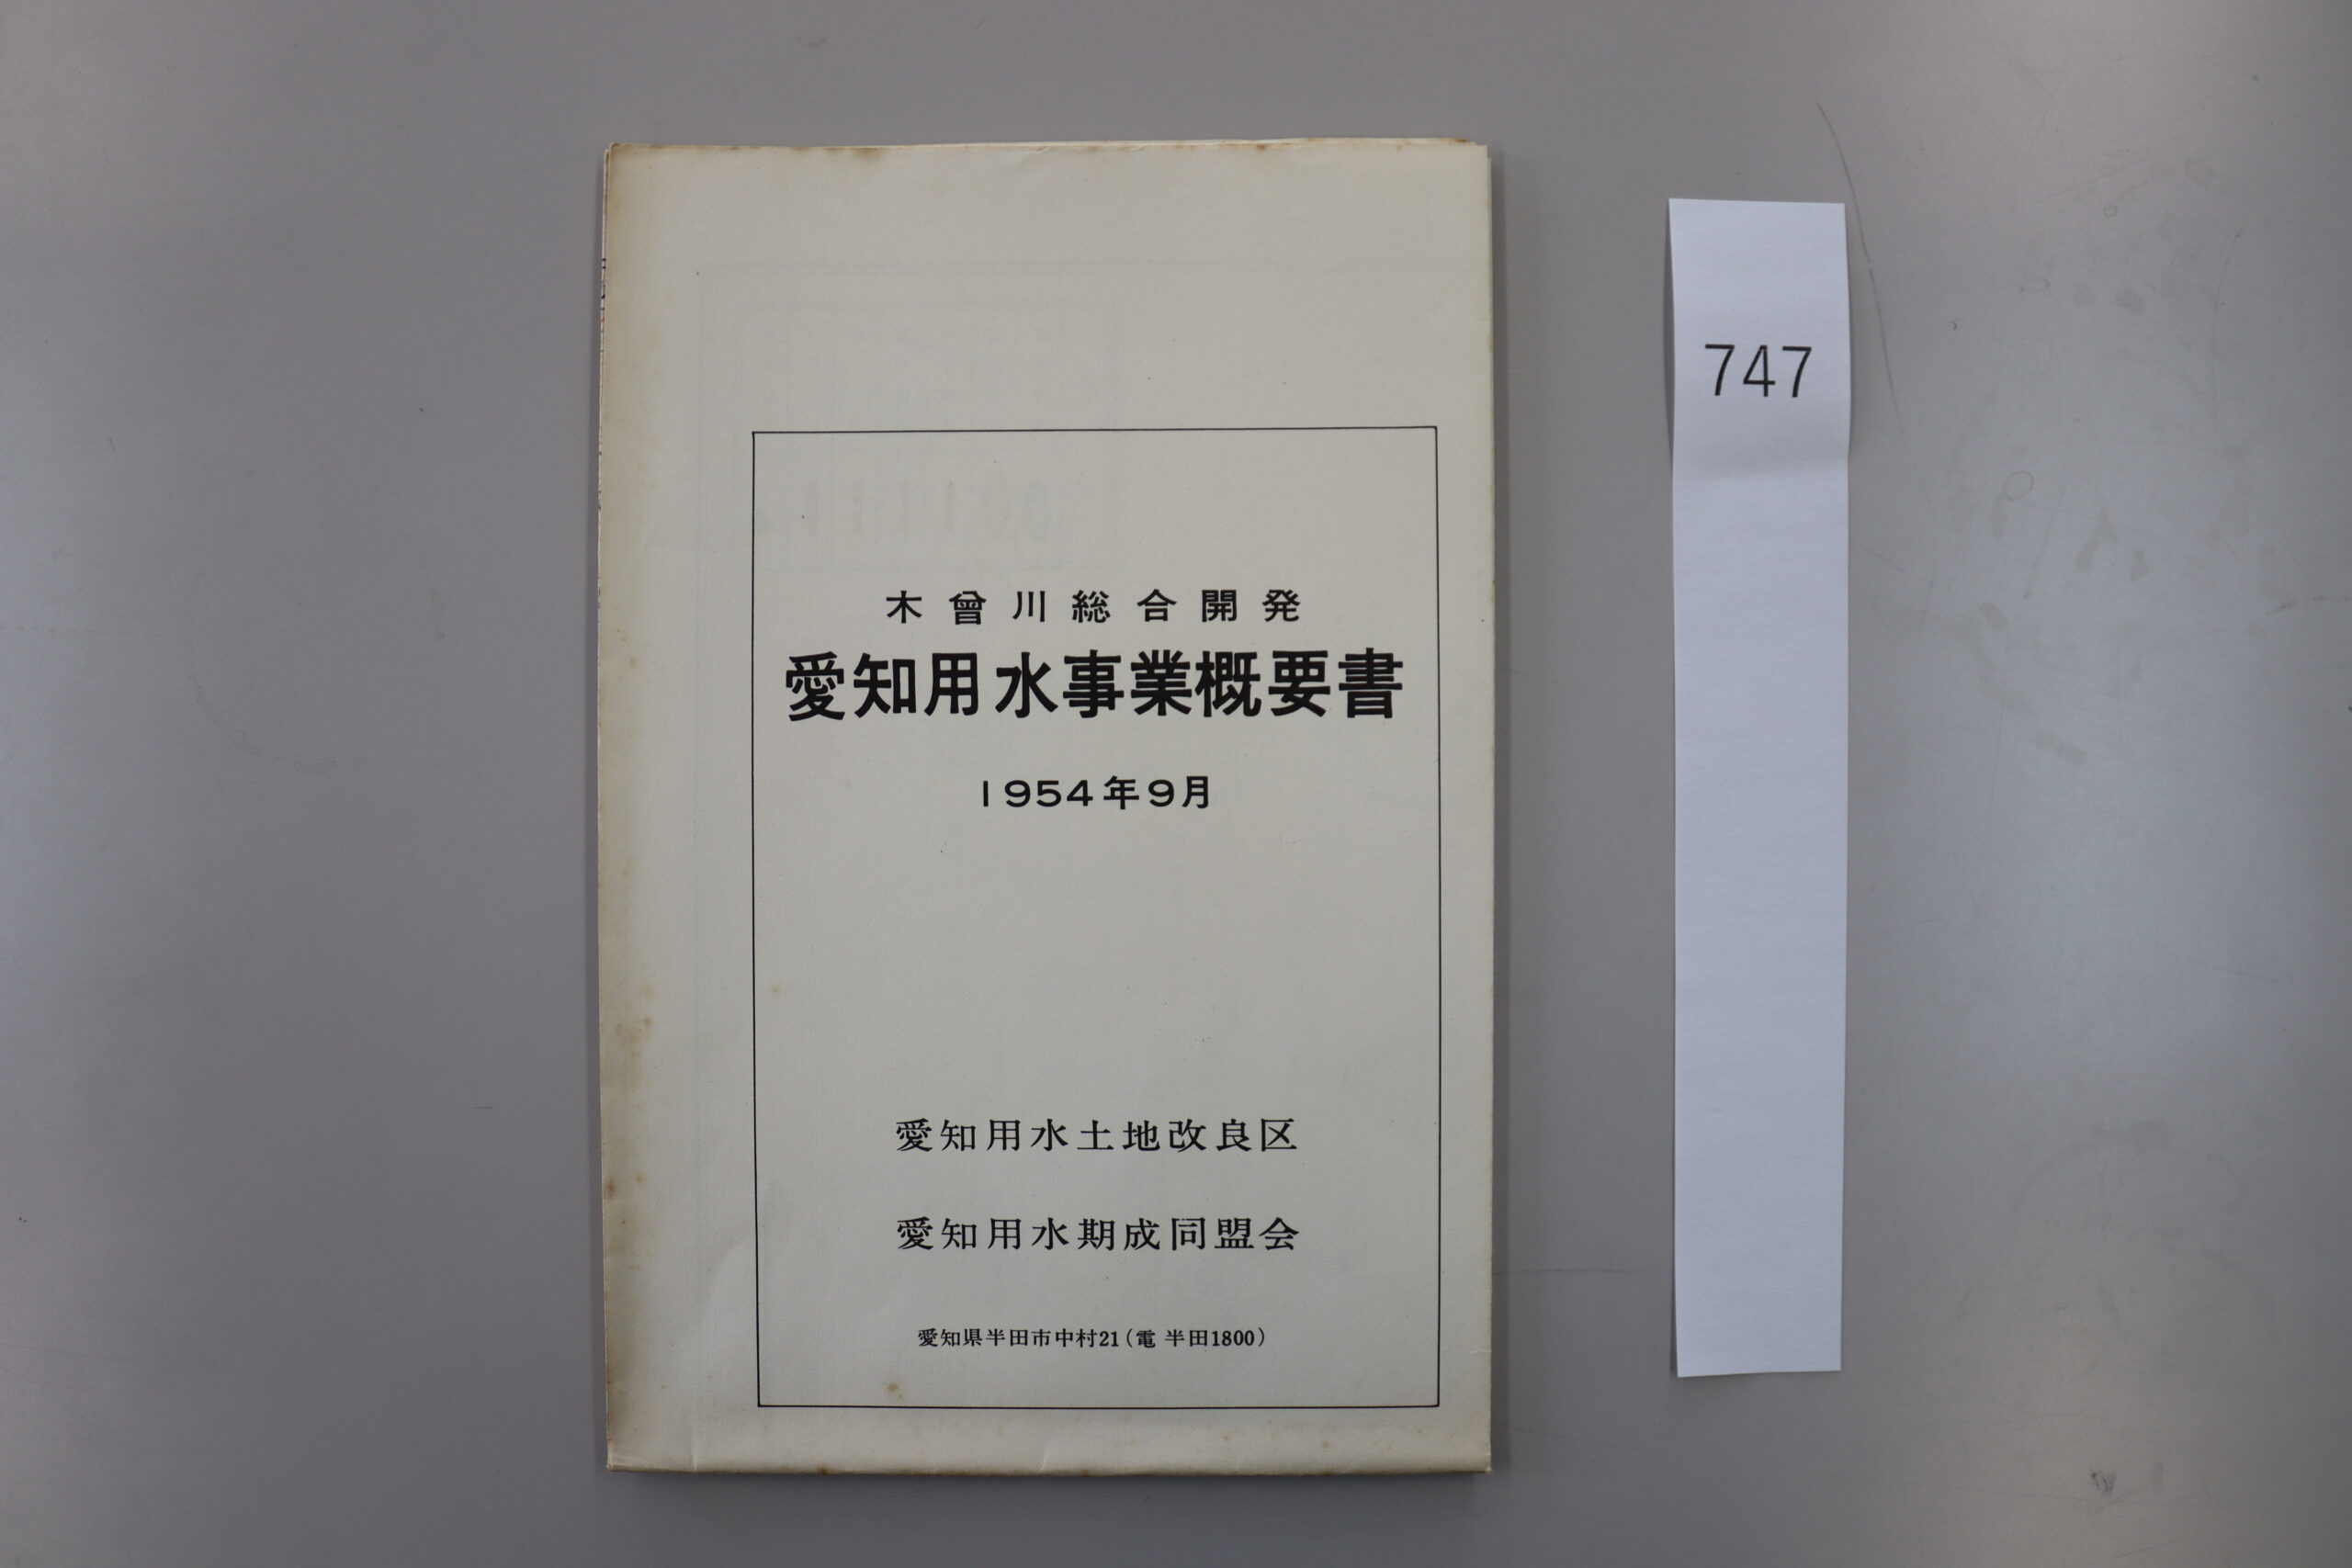 木曾川総合開発
愛知用水事業概要書
1954年9月
愛知用水土地改良区
愛知用水期成同盟会
愛知県半田市中村21(電 半田1800)
747